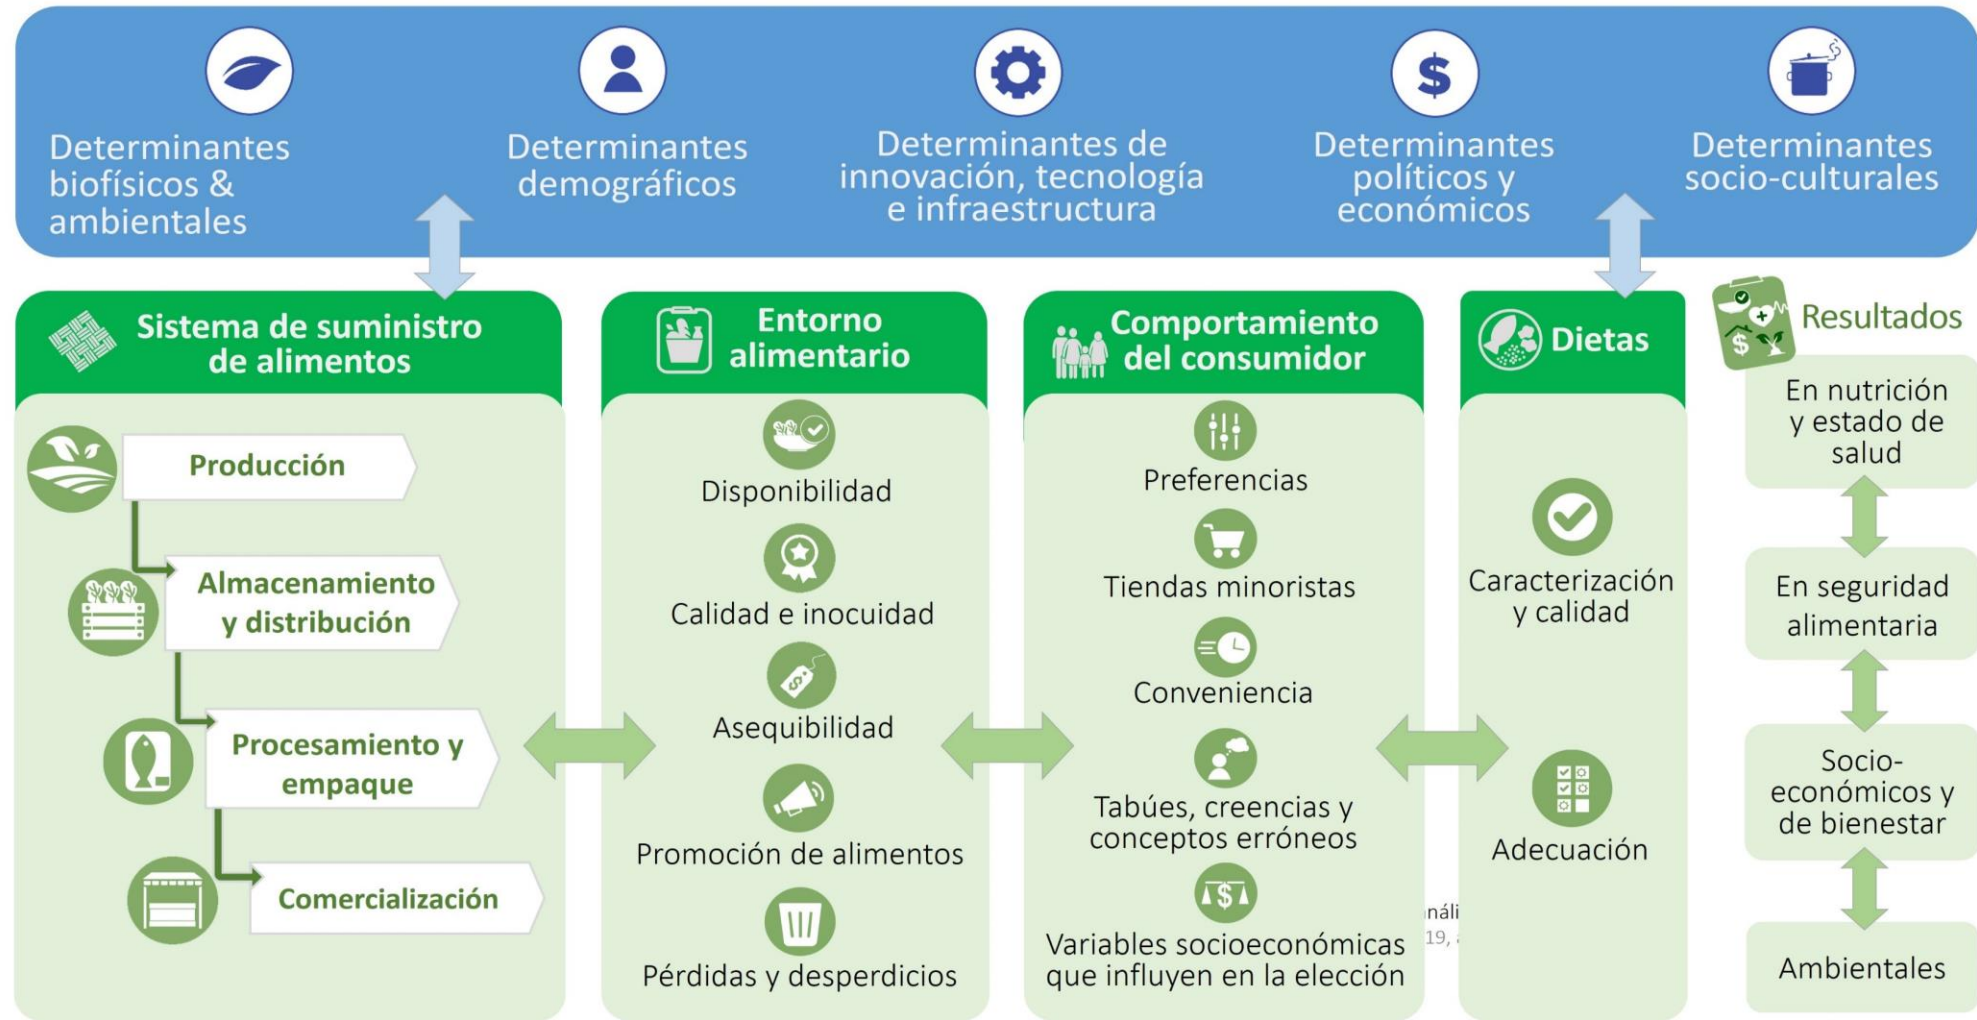 Determinantes
biofísicos &
ambientales
Determinantes
demográficos
Determinantes de
innovación, tecnología
e infraestructura
Determinantes
políticos y
económicos
Determinantes
socio-culturales
Sistema de suministro
de alimentos
Producción
Almacenamiento
y distribución
Procesamiento y
empaque
Comercialización
Entorno
alimentario
Disponibilidad
Calidad e inocuidad
Asequibilidad
Promoción de alimentos
Pérdidas y desperdicios
Comportamiento
del consumidor
Preferencias
Tiendas minoristas
Conveniencia
Tabúes, creencias y
conceptos erróneos
Variables socioeconómicas
que influyen en la elección
Dietas
Caracterización
y calidad
Adecuación
Resultados
En nutrición
y estado de
salud
En seguridad
alimentaria
Socio-
económicos y
de bienestar
Ambientales